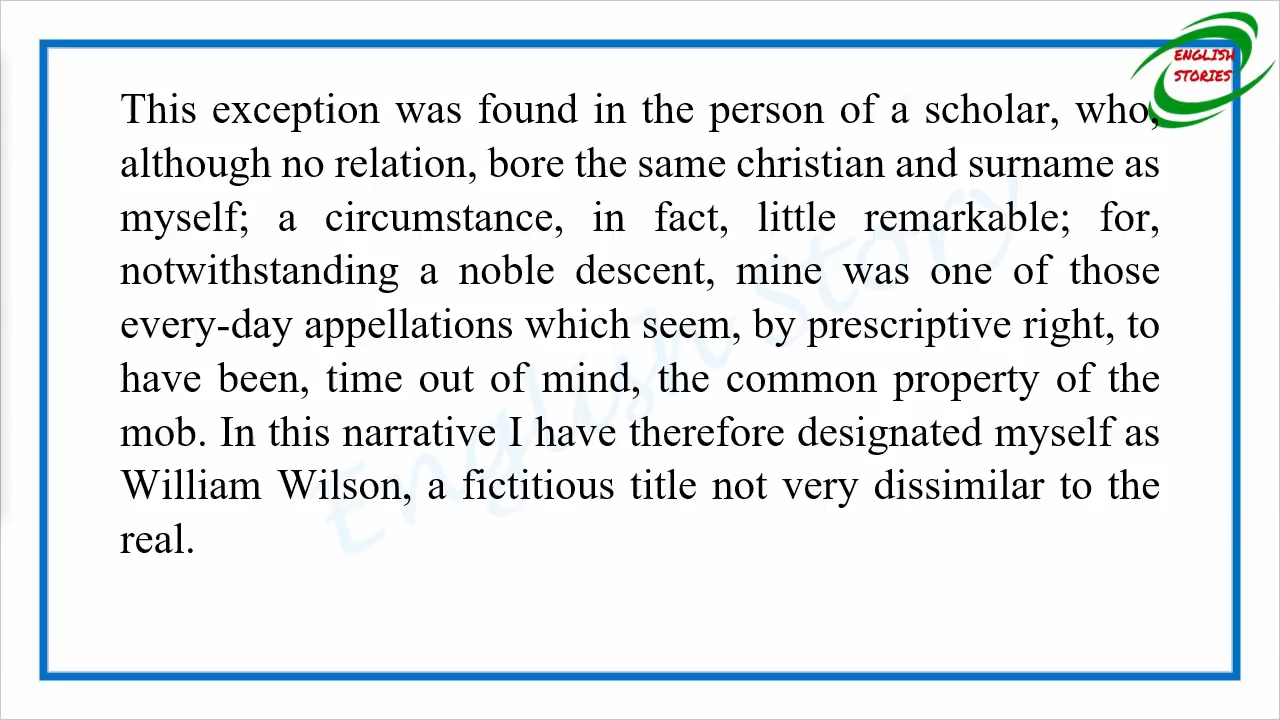 ENGLISH
STORIES
This exception was found in the person of a scholar, who,
although no relation, bore the same christian and surname as
myself; a circumstance, in fact, little remarkable; for,
notwithstanding a noble descent, mine was one of those
every-day appellations which seem, by prescriptive right, to
have been, time out of mind, the common property of the
mob. In this narrative I have therefore designated myself as
William Wilson, a fictitious title not very dissimilar to the
real.
English Story